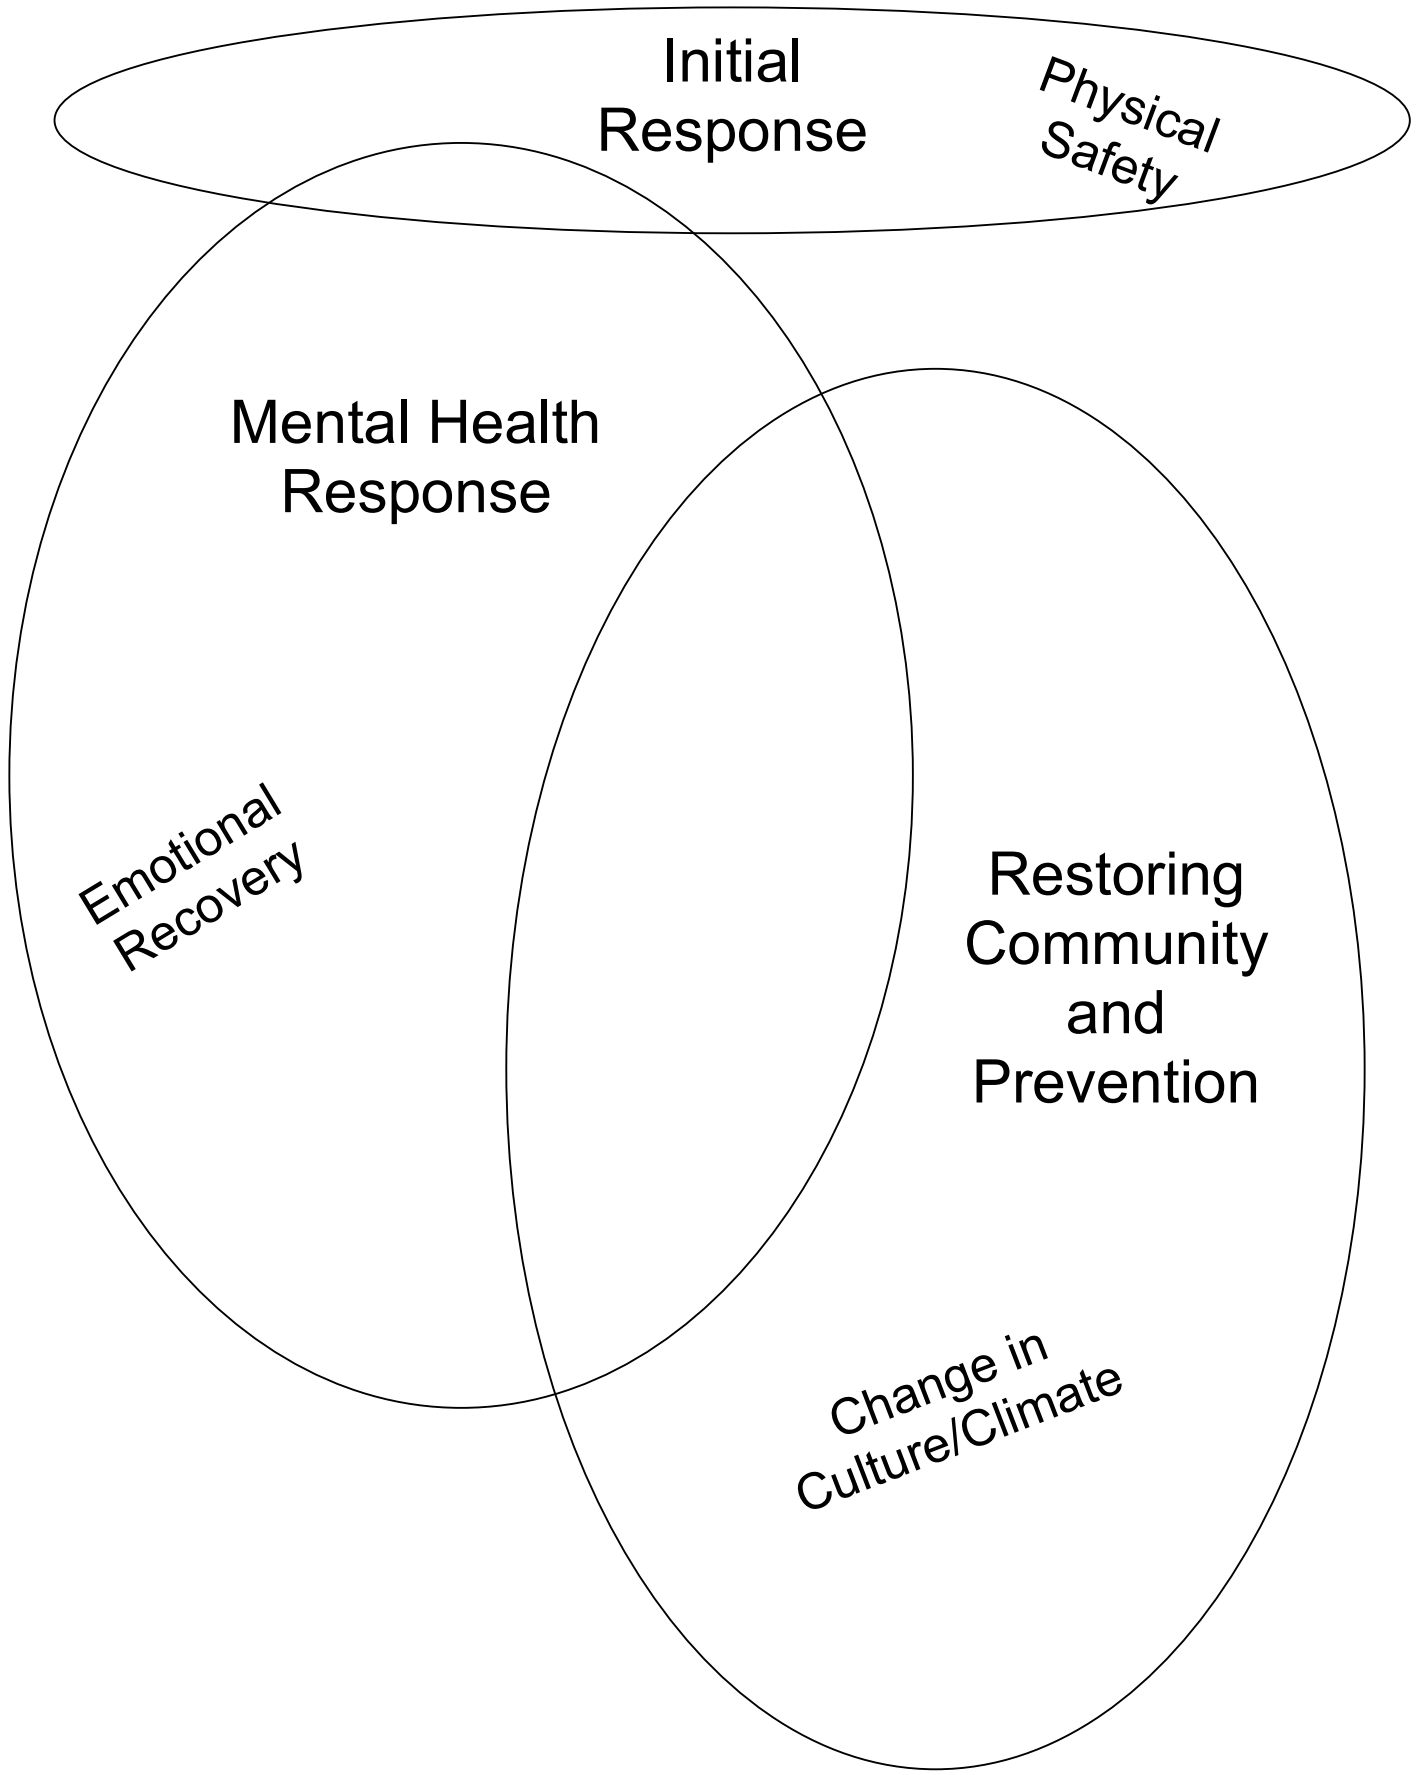 Initial
Response
Physical
Safety
Mental Health
Response
Emotional
Recovery
Restoring
Community
and
Prevention
Change in
Culture/Climate